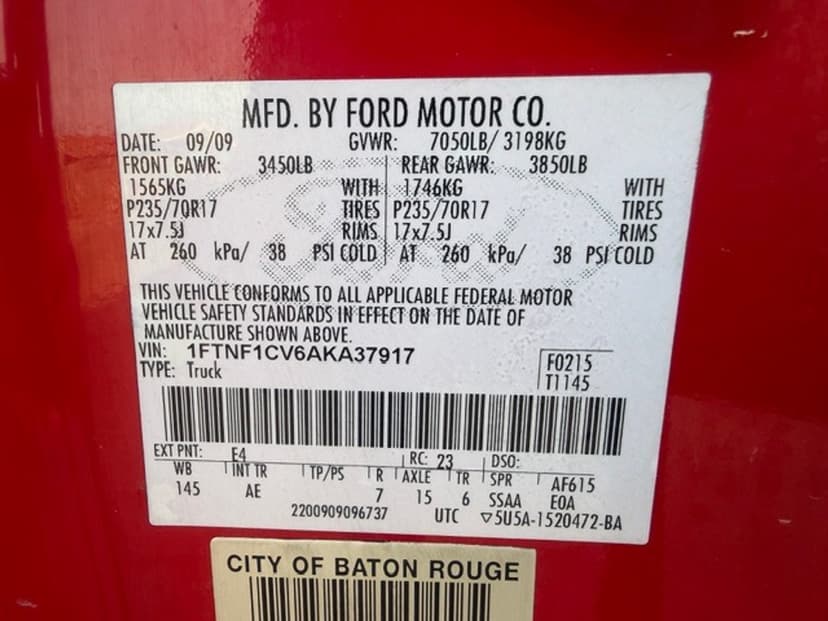 MFD. BY FORD MOTOR CO.
DATE: 09/09 GVWR: 7050LB/ 3198KG
FRONT GAWR: 3450LB REAR GAWR: 3850LB
1565KG WITH 1746KG WITH
P235/70R17 TIRES P235/70R17 TIRES
17x7.5J RIMS 17x7.5J RIMS
AT 260 kPa/ 38 PSI COLD AT 260 kPa/ 38 PSI COLD
THIS VEHICLE CONFORMS TO ALL APPLICABLE FEDERAL MOTOR
VEHICLE SAFETY STANDARDS IN EFFECT ON THE DATE OF
MANUFACTURE SHOWN ABOVE.
VIN: 1FTNF1CV6AKA37917 F0215
TYPE: Truck T1145
EXT PNT: E4 RC: 23 DSO:
WB INT TR TP/PS R AXLE TR SPR AF615
145 AE 7 15 6 SSAA EOA
2200909096737 UTC ▽5U5A-1520472-BA
CITY OF BATON ROUGE